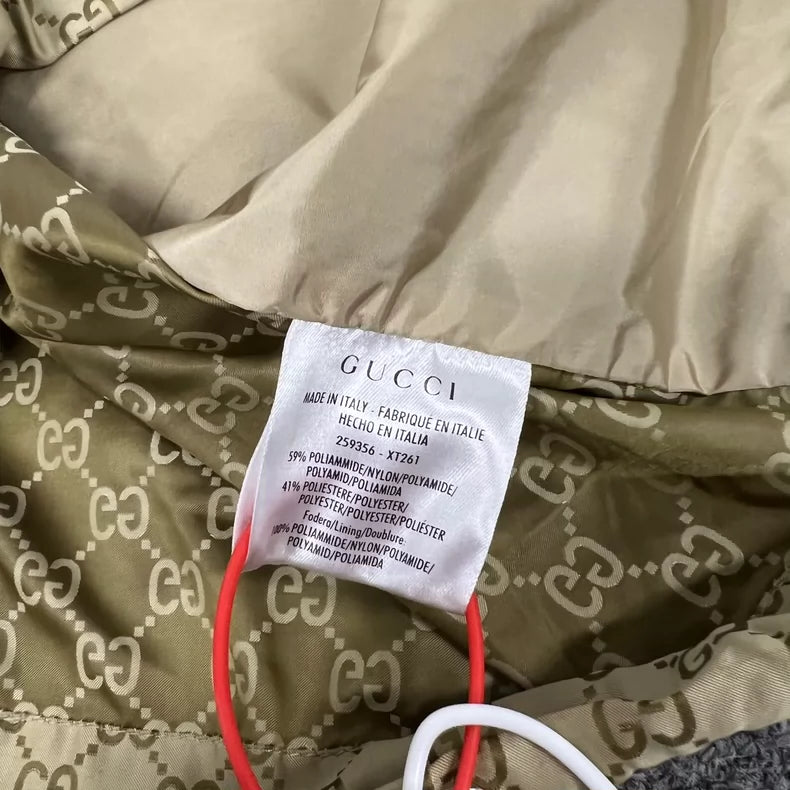 GUCCI
MADE IN ITALY - FABRIQUÉ EN ITALIE
HECHO EN ITALIA
259356 - XT261
59% POLIAMMIDE/NYLON/POLYAMIDE/
POLYAMID/POLIAMIDA
41% POLIESTERE/POLYESTER/
POLYESTER/POLYESTER/POLIÉSTER
Fodera/Lining/Doublure:
100% POLIAMMIDE/NYLON/POLYAMIDE/
POLYAMID/POLIAMIDA